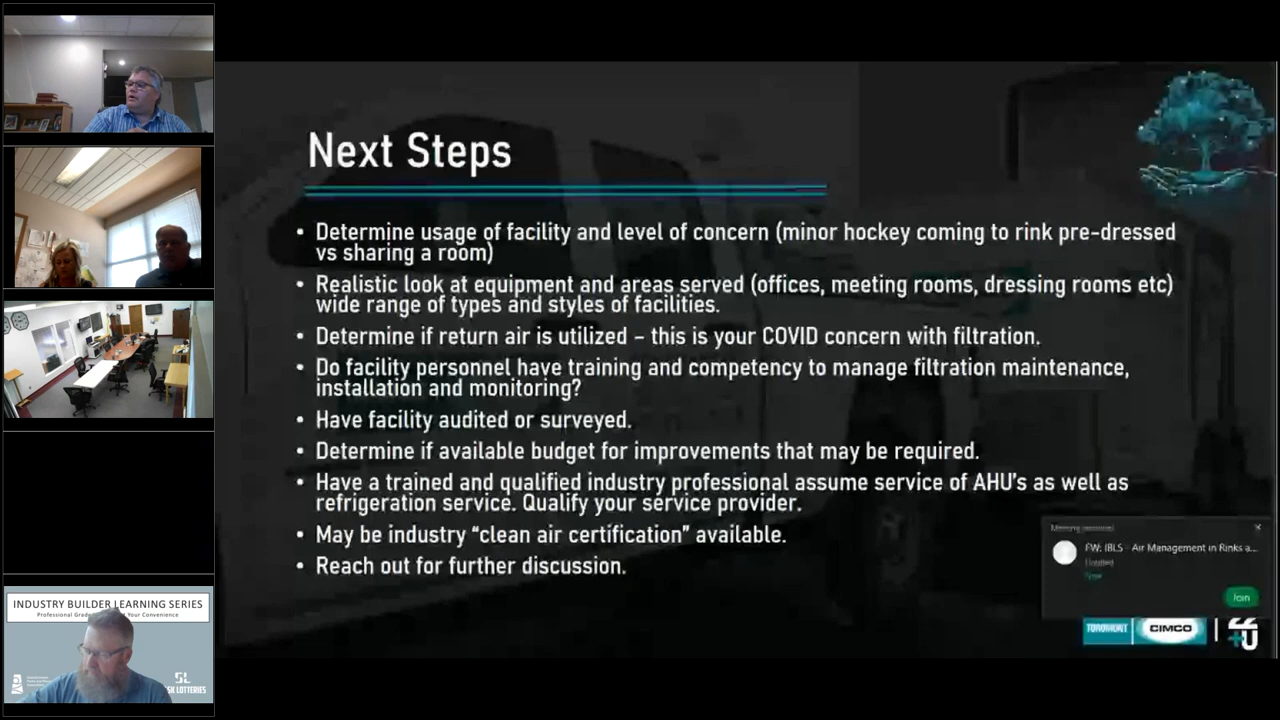 Next Steps
• Determine usage of facility and level of concern (minor hockey coming to rink pre-dressed
vs sharing a room)
• Realistic look at equipment and areas served (offices, meeting rooms, dressing rooms etc)
wide range of types and styles of facilities.
• Determine if return air is utilized – this is your COVID concern with filtration.
• Do facility personnel have training and competency to manage filtration maintenance,
installation and monitoring?
• Have facility audited or surveyed.
• Determine if available budget for improvements that may be required.
• Have a trained and qualified industry professional assume service of AHU's as well as
refrigeration service. Qualify your service provider.
• May be industry “clean air certification” available.
• Reach out for further discussion.
FW: IBLS - Air Management in Rinks a...
Now
Join
TOROMONT
CIMCO
INDUSTRY BUILDER LEARNING SERIES
Professional Your Convenience
SL
SK LOTTERIES